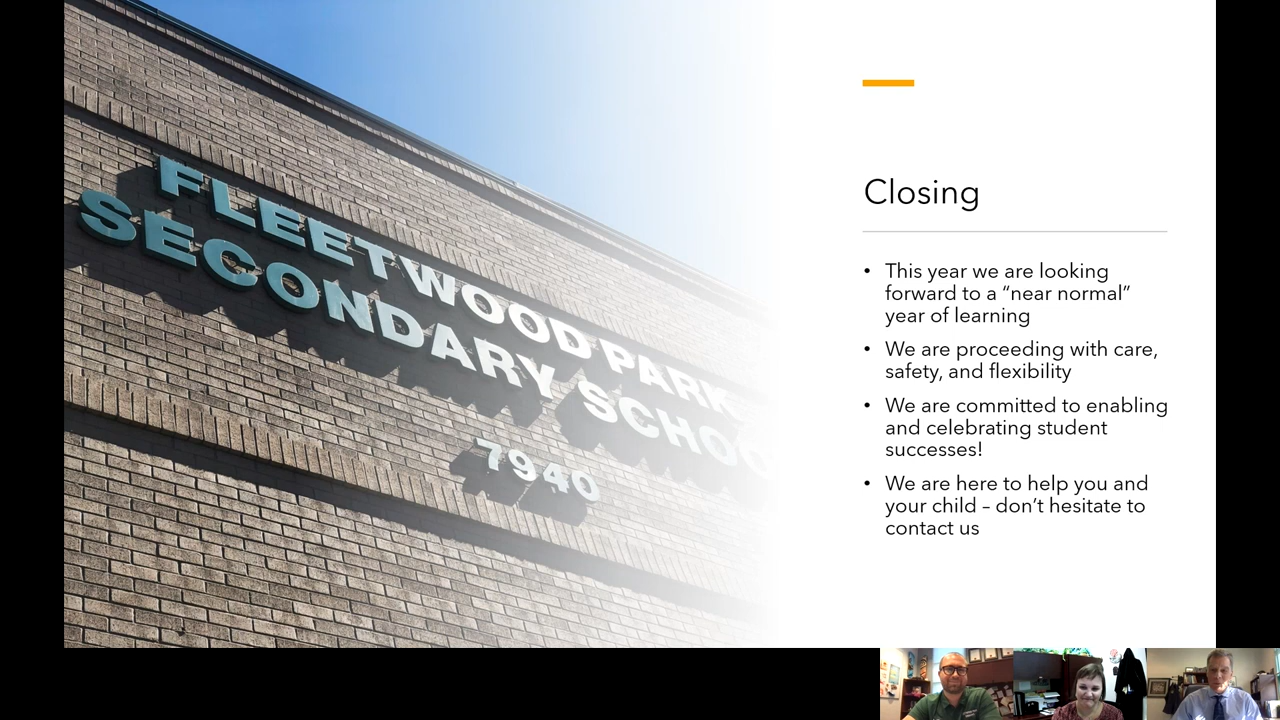 FLEETWOOD PARK
SECONDARY SCHOO
7940
Closing
• This year we are looking
forward to a “near normal”
year of learning
• We are proceeding with care,
safety, and flexibility
• We are committed to enabling
and celebrating student
successes!
• We are here to help you and
your child – don’t hesitate to
contact us